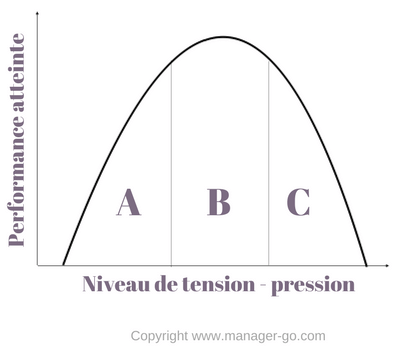 Performance atteinte
A B C
Niveau de tension - pression
Copyright www.manager-go.com